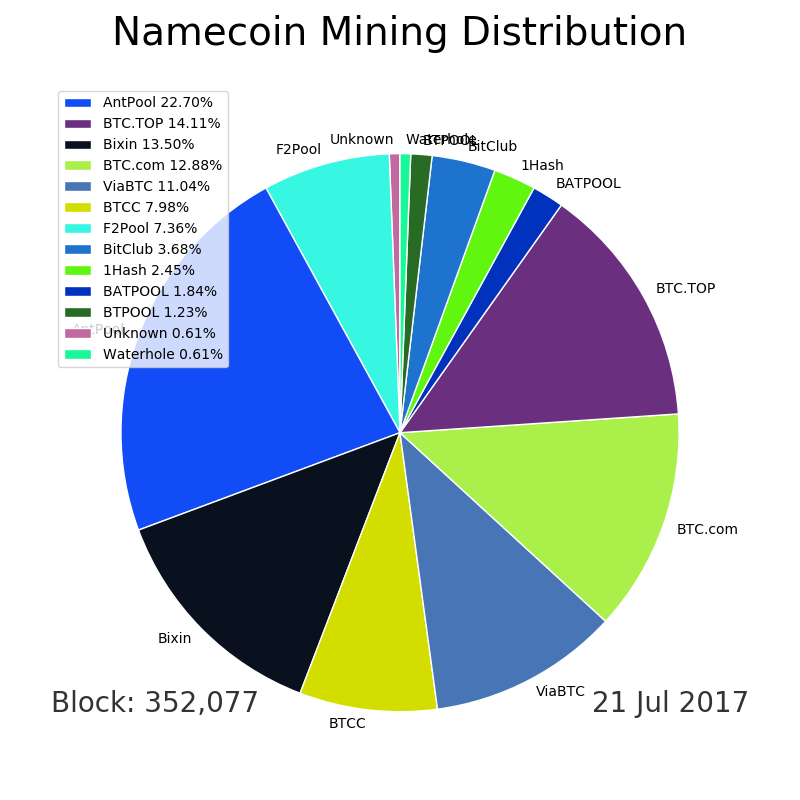 Namecoin Mining Distribution
AntPool 22.70%
BTC.TOP 14.11%
Bixin 13.50%
BTC.com 12.88%
ViaBTC 11.04%
BTCC 7.98%
F2Pool 7.36%
BitClub 3.68%
1Hash 2.45%
BATPOOL 1.84%
BTPOOL 1.23%
Unknown 0.61%
Waterhole 0.61%
F2Pool
Unknown
Waterhole
BTPOOL
BitClub
1Hash
BATPOOL
BTC.TOP
AntPool
BTC.com
Bixin
ViaBTC
BTCC
Block: 352,077
21 Jul 2017